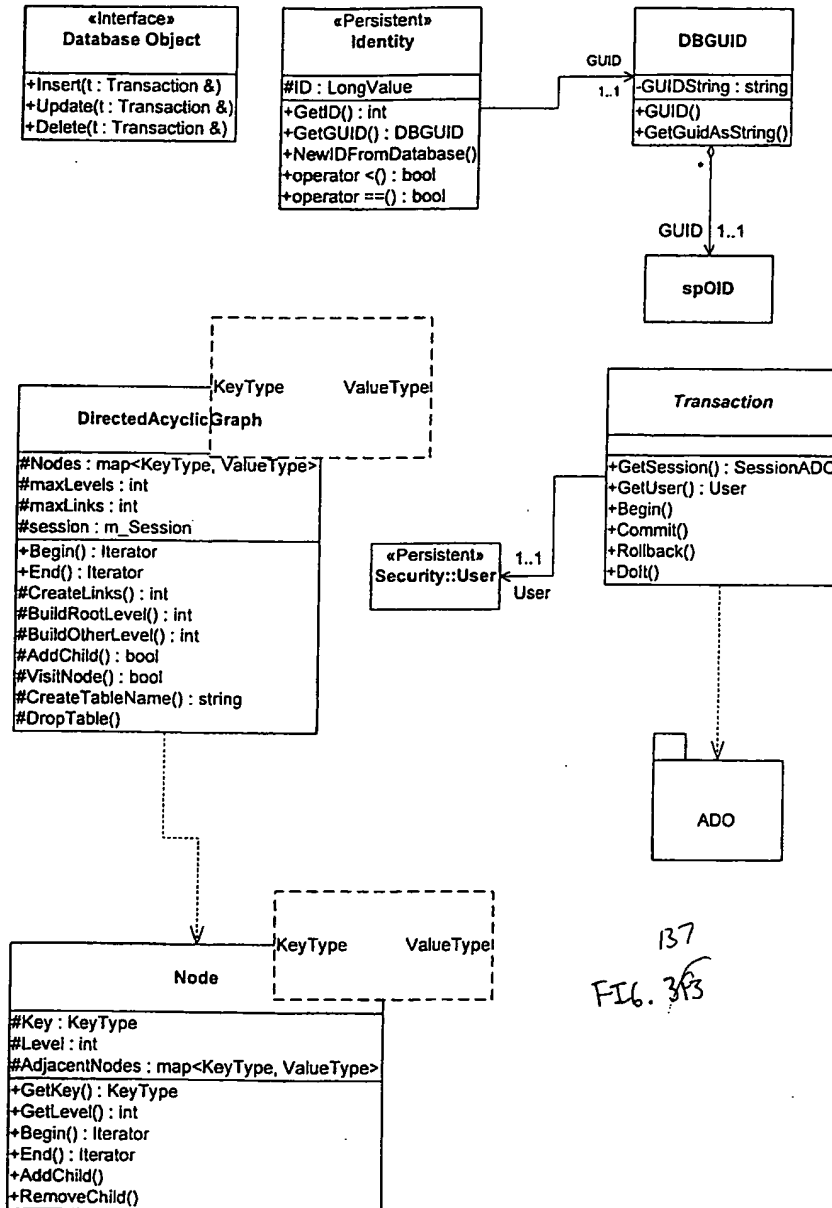 «Interface»
Database Object
+Insert(t : Transaction &)
+Update(t : Transaction &)
+Delete(t : Transaction &)
«Persistent»
Identity
#ID : LongValue
+GetID() : int
+GetGUID() : DBGUID
+NewIDFromDatabase()
+operator <() : bool
+operator ==() : bool
GUID
1..1
DBGUID
-GUIDString : string
+GUID()
+GetGuidAsString()
*
GUID 1..1
spOID
KeyType ValueType
DirectedAcyclicGraph
#Nodes : map<KeyType, ValueType>
#maxLevels : int
#maxLinks : int
#session : m_Session
+Begin() : Iterator
+End() : Iterator
#CreateLinks() : int
#BuildRootLevel() : int
#BuildOtherLevel() : int
#AddChild() : bool
#VisitNode() : bool
#CreateTableName() : string
#DropTable()
Transaction
+GetSession() : SessionADO
+GetUser() : User
+Begin()
+Commit()
+Rollback()
+DoIt()
«Persistent»
Security::User
1..1
User
ADO
KeyType ValueType
Node
#Key : KeyType
#Level : int
#AdjacentNodes : map<KeyType, ValueType>
+GetKey() : KeyType
+GetLevel() : int
+Begin() : Iterator
+End() : Iterator
+AddChild()
+RemoveChild()
137
FIG.